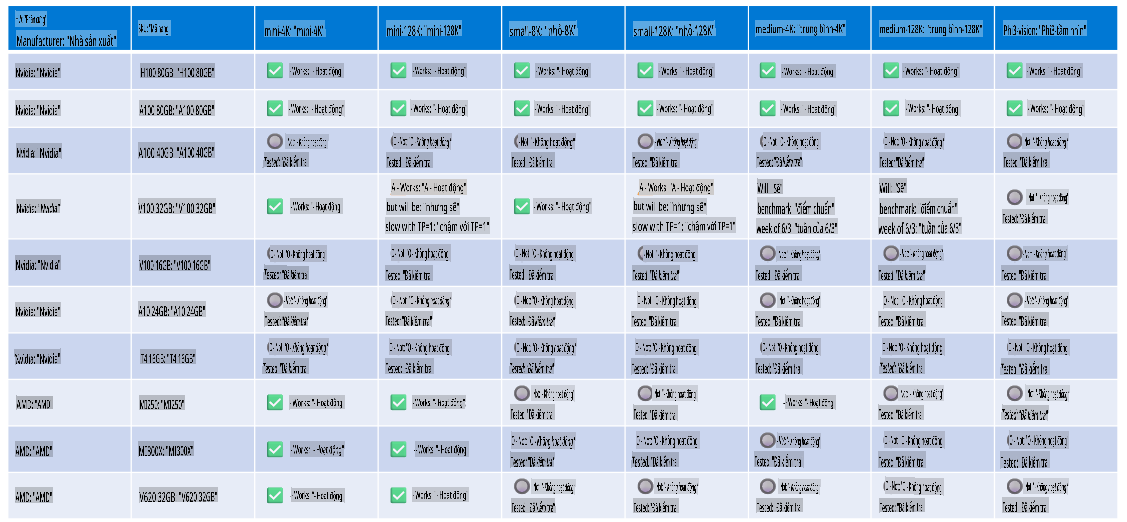 Manufacturer: "Nhà sản xuất"
mini-4K: "mini-4K"
mini-128K: "mini-128K"
small-8K: "nhỏ-8K"
small-128K: "nhỏ-128K"
medium-4K: "trung bình-4K"
medium-128K: "trung bình-128K"
Phi3-vision: "Phi3-tầm nhìn"
Nvidia: "Nvidia"
H100 80GB: "H100 80GB"
- Works: "- Hoạt động
- Works: "- Hoạt động
- Works: "- Hoạt động
- Works: "- Hoạt động
- Works: "- Hoạt động
- Works: "- Hoạt động
- Works: "- Hoạt động
Nvidia: "Nvidia"
A100 80GB: "A100 80GB"
- Works: "- Hoạt động"
- Works: "- Hoạt động
- Works: "- Hoạt động
- Works: "- Hoạt động
- Works: "- Hoạt động
- Works: "- Hoạt động
- Works: "- Hoạt động
Nvidia: "Nvidia"
A100 40GB: "A100 40GB"
Not: "- Không hoạt động
Tested: "Đã kiểm tra
O - Not: "O - Không hoạt động
Tested: "Đã kiểm tra
Not: "- Không hoạt động"
Tested: "Đã kiểm tra
Not: "- Không hoạt động
Tested: "Đã kiểm tra
O - Not: "O - Không hoạt động
Tested: "Đã kiểm tra"
O - Not: "O - Không hoạt động
Tested: "Đã kiểm tra"
Not: "- Không hoạt động
Tested: "Đã kiểm tra
Nvidia: "Nvidia"
V100 32GB: "V100 32GB"
- Works: "- Hoạt động
A - Works: "A - Hoạt động"
but will be: "nhưng sẽ"
slow with TP=1: "chậm với TP=1"
- Works: "- Hoạt động
A - Works: "A - Hoạt động"
but will be: "nhưng sẽ"
slow with TP=1: "chậm với TP=1"
Will: "Sẽ"
benchmark: "điểm chuẩn"
week of 6/3: "tuần của 6/3"
Will: "Sẽ"
benchmark: "điểm chuẩn"
week of 6/3: "tuần của 6/3"
Not: "- Không hoạt động
Tested: "Đã kiểm tra
Nvidia: "Nvidia"
V100 16GB: "V100 16GB"
O - Not: "O - Không hoạt động
Tested: "Đã kiểm tra
O - Not: "O - Không hoạt động
Tested: "Đã kiểm tra
O - Not: "O - Không hoạt động
Tested: "Đã kiểm tra
Not: "O - Không hoạt động
Tested: "Đã kiểm tra"
- Not: "- Không hoạt động
Tested: "Đã kiểm tra
- Not: "- Không hoạt động
Tested: "Đã kiểm tra"
- Not: "- Không hoạt động
Tested: "Đã kiểm tra
Nvidia: "Nvidia"
A10 24GB: "A10 24GB"
- Not: "- Không hoạt động
Tested: "Đã kiểm tra"
O - Not: "O - Không hoạt động
Tested: "Đã kiểm tra"
O - Not: "O - Không hoạt động
Tested: "Đã kiểm tra"
O - Not: "O - Không hoạt động
Tested: "Đã kiểm tra
- Not: "- Không hoạt động
Tested: "Đã kiểm tra
O - Not: "O - Không hoạt động
Tested: "Đã kiểm tra
- Not: "- Không hoạt động
Tested: "Đã kiểm tra
Nvidia: "Nvidia"
T4 16GB: "T4 16GB"
O - Not: "O - Không hoạt động"
Tested: "Đã kiểm tra
O - Not: "O - Không hoạt động
Tested: "Đã kiểm tra
O - Not: "O - Không hoạt động"
Tested: "Đã kiểm tra"
O - Not: "O - Không hoạt động
Tested: "Đã kiểm tra
O - Not: "O - Không hoạt động
Tested: "Đã kiểm tra
O - Not: "O - Không hoạt động
Tested: "Đã kiểm tra
O - Not: "O - Không hoạt động
Tested: "Đã kiểm tra
AMD: "AMD
MI250: "MI250"
- Works: "- Hoạt động
- Works: "- Hoạt động"
Not: "- Không hoạt động"
Tested: "Đã kiểm tra
Not: "- Không hoạt động"
Tested: "Đã kiểm tra
- Works: "- Hoạt động
Not: "- Không hoạt động
Tested: "Đã kiểm tra
Not: "- Không hoạt động"
Tested: "Đã kiểm tra"
AMD: "AMD"
MI300X: "MI300X"
- Works: "- Hoạt động"
- Works: "- Hoạt động
O - Not: "O - Không hoạt động"
Tested: "Đã kiểm tra
O - Not: "O - Không hoạt động
Tested: "Đã kiểm tra
- Not: "- Không hoạt động"
Tested: "Đã kiểm tra
O - Not: "O - Không hoạt động
Tested: "Đã kiểm tra
O - Not: "O - Không hoạt động
Tested: "Đã kiểm tra
AMD: "AMD"
V620 32GB: "V620 32GB"
- Works: "- Hoạt động
- Works: "- Hoạt động
Not: "- Không hoạt động"
Tested: "Đã kiểm tra"
Not: "- Không hoạt động
Tested: "Đã kiểm tra
Not: "- Không hoạt động
Tested: "Đã kiểm tra
O - Not: "O - Không hoạt động
Tested: "Đã kiểm tra
Not: "- Không hoạt động
Tested: "Đã kiểm tra